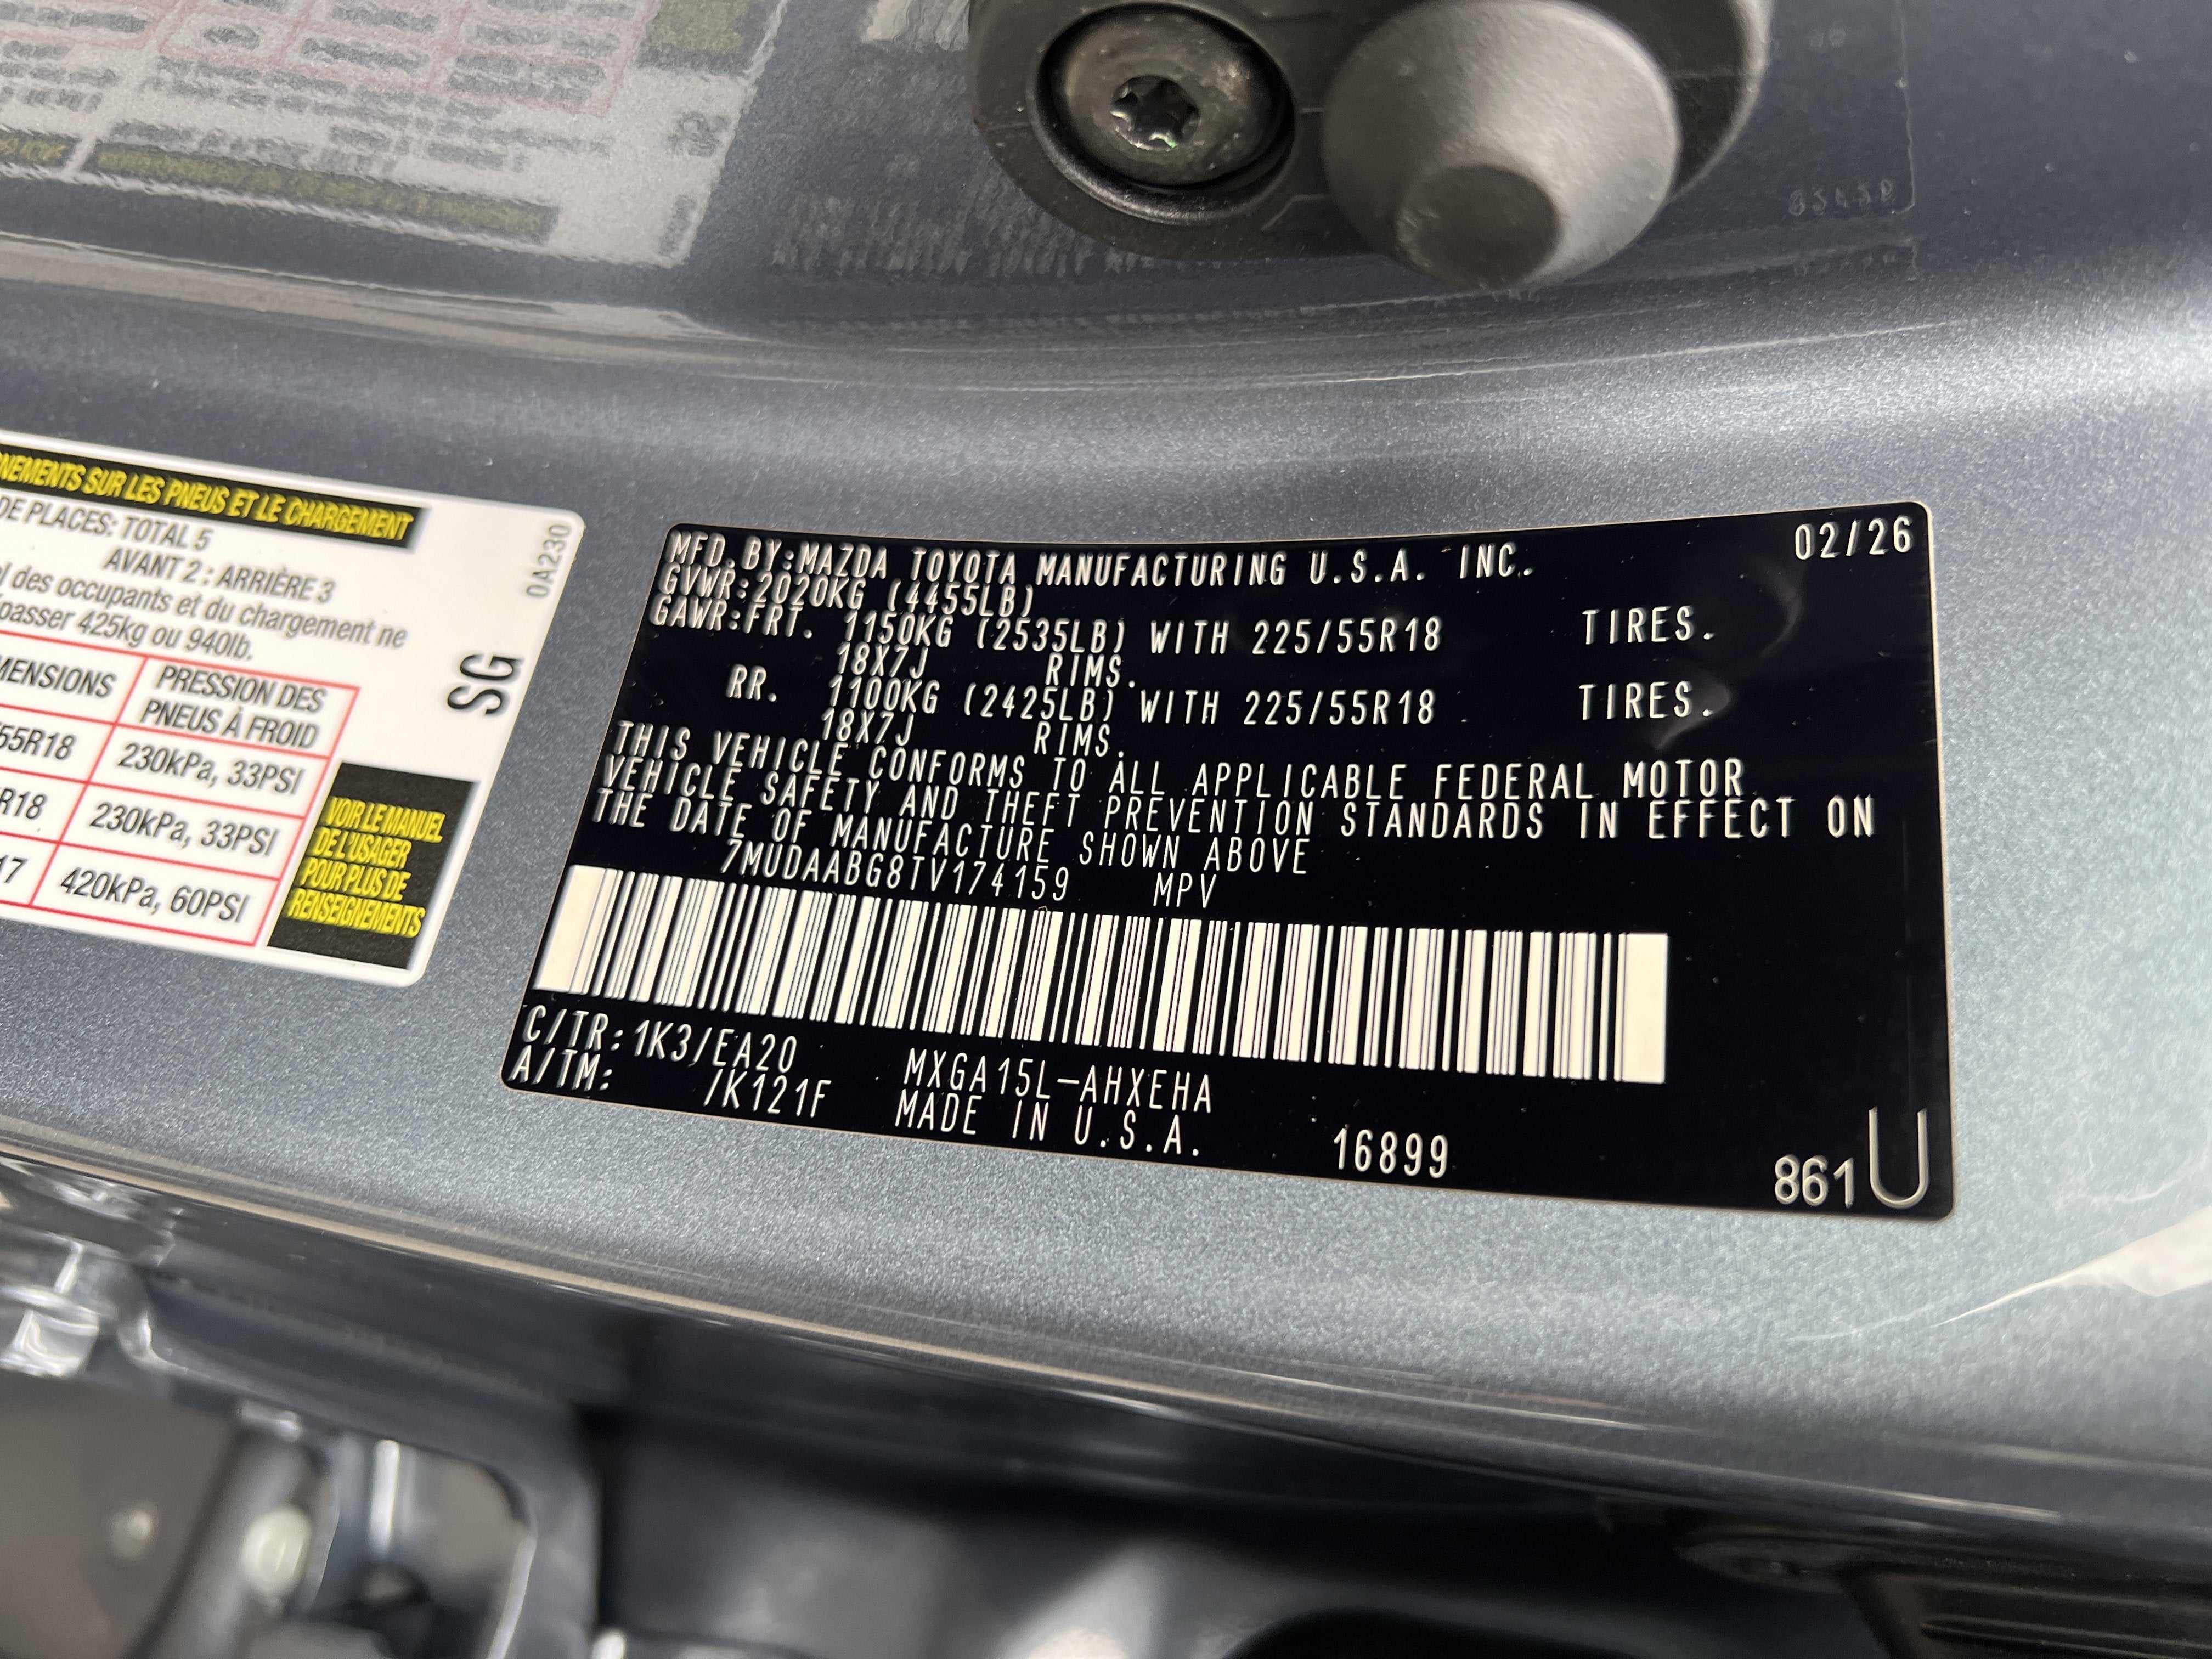 NEMENTS SUR LES PNEUS ET LE CHARGEMENT
DE PLACES: TOTAL 5
AVANT 2 : ARRIÈRE 3
des occupants et du chargement ne
passer 425kg ou 940lb.
MENSIONS PRESSION DES
PNEUS À FROID
55R18 230kPa, 33PSI
R18 230kPa, 33PSI
17 420kPa, 60PSI
VOIR LE MANUEL
DE L'USAGER
POUR PLUS DE
RENSEIGNEMENTS
SG
0A230
MFD. BY:MAZDA TOYOTA MANUFACTURING U.S.A. INC. 02/26
GVWR:2020KG (4455LB)
GAWR:FRT. 1150KG (2535LB) WITH 225/55R18 TIRES.
18X7J RIMS.
RR. 1100KG (2425LB) WITH 225/55R18 TIRES.
18X7J RIMS.
THIS VEHICLE CONFORMS TO ALL APPLICABLE FEDERAL MOTOR
VEHICLE SAFETY AND THEFT PREVENTION STANDARDS IN EFFECT ON
THE DATE OF MANUFACTURE SHOWN ABOVE
7MUDAABG8TV174159 MPV
C/TR:1K3/EA20 MXGA15L-AHXEHA
A/TM: /K121F MADE IN U.S.A. 16899
861U